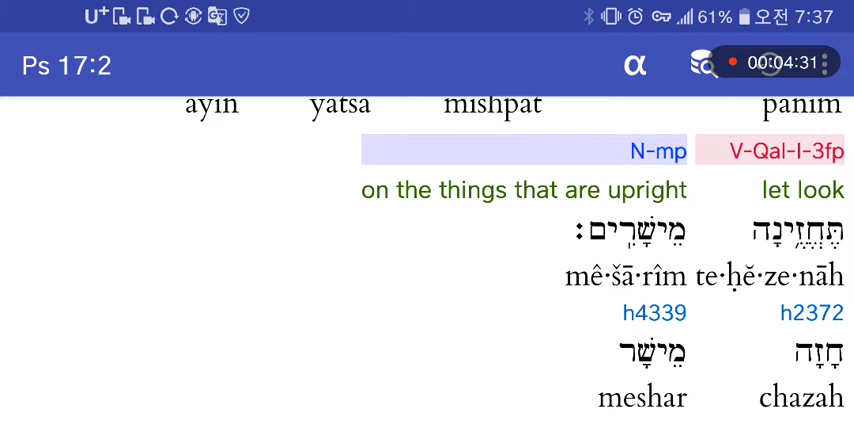 U+ 61% 오전 7:37
Ps 17:2 α 00:04:31
ayin yatsa mishpat panim
N-mp V-Qal-I-3fp
on the things that are upright let look
תֶּחֱזֶ֥ינָה מֵישָׁרִֽים׃
mê·šā·rîm te·ḥĕ·ze·nāh
h4339 h2372
חָזָה מֵישָׁר
meshar chazah